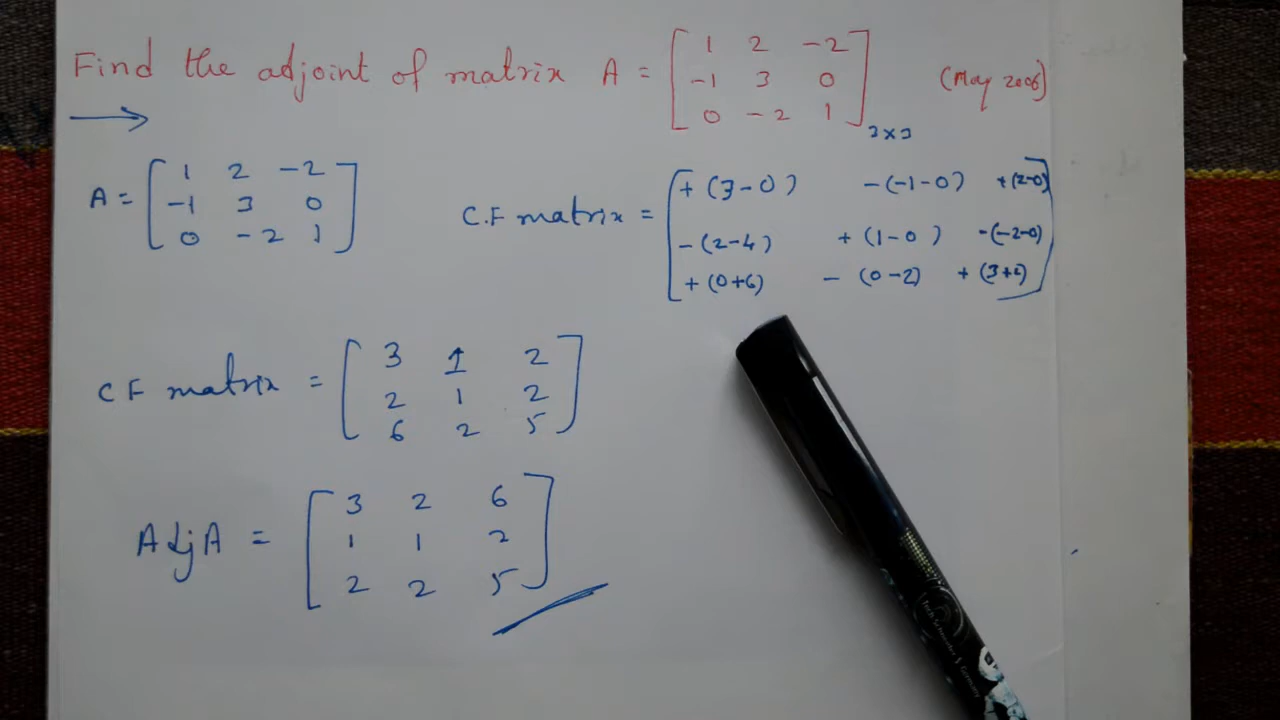 Find the adjoint of matrix A = [ 1 2 -2 (May 2006)
-1 3 0
0 -2 1 ] 3x3
A = [ 1 2 -2
-1 3 0
0 -2 1 ]
C.F matrix = [ +(3-0) -(-1-0) +(2-0)
-(2-4) +(1-0) -(-2-0)
+(0+6) -(0-2) +(3+2) ]
CF matrix = [ 3 1 2
2 1 2
6 2 5 ]
AdjA = [ 3 2 6
1 1 2
2 2 5 ]